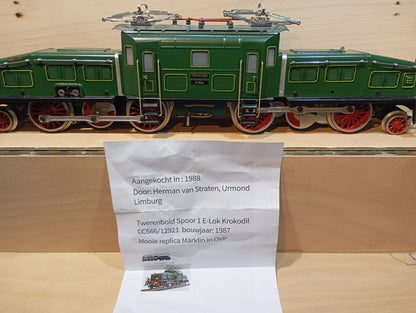 Aangekocht in : 1988
Door: Herman van Straten, Urmond
Limburg
Twerenbold Spoor 1 E-Lok Krokodil
CCS66/12921 bouwjaar: 1987
Mooie replica Märklin in OVP